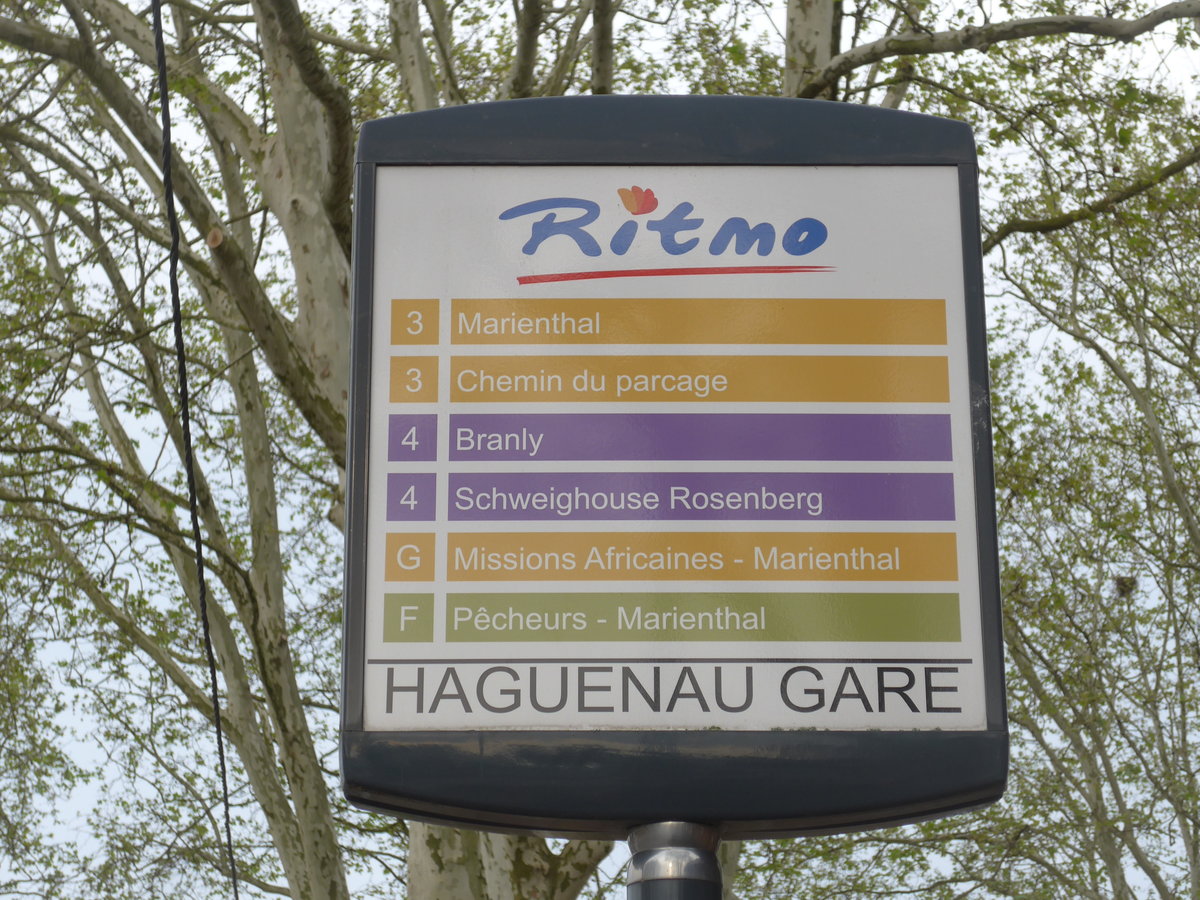 Ritmo
3 Marienthal
3 Chemin du parcage
4 Branly
4 Schweighouse Rosenberg
G Missions Africaines - Marienthal
F Pêcheurs - Marienthal
HAGUENAU GARE